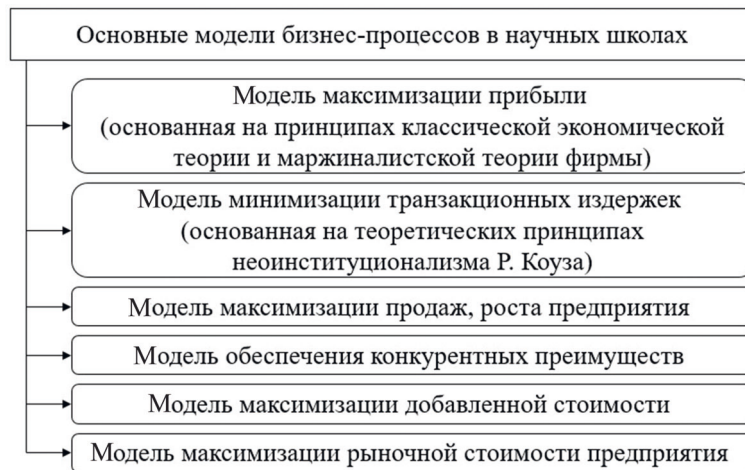 Основные модели бизнес-процессов в научных школах
Модель максимизации прибыли
(основанная на принципах классической экономической
теории и маржиналистской теории фирмы)
Модель минимизации транзакционных издержек
(основанная на теоретических принципах
неоинституционализма Р. Коуза)
Модель максимизации продаж, роста предприятия
Модель обеспечения конкурентных преимуществ
Модель максимизации добавленной стоимости
Модель максимизации рыночной стоимости предприятия